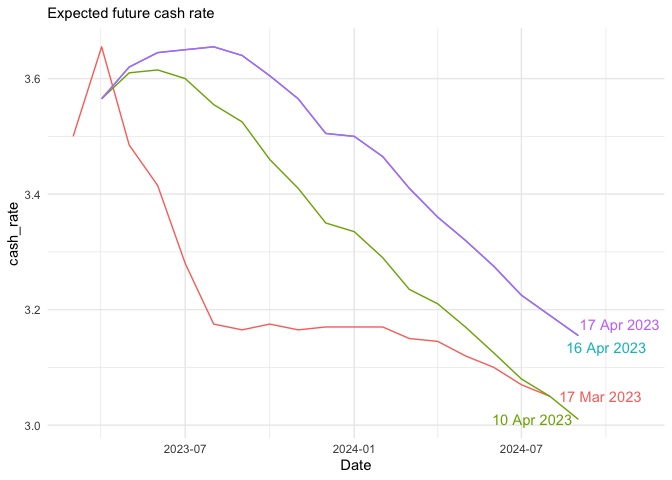 Expected future cash rate
3.6
3.4
3.2
3.0
cash_rate
17 Apr 2023
16 Apr 2023
17 Mar 2023
10 Apr 2023
2023-07
2024-01
2024-07
Date